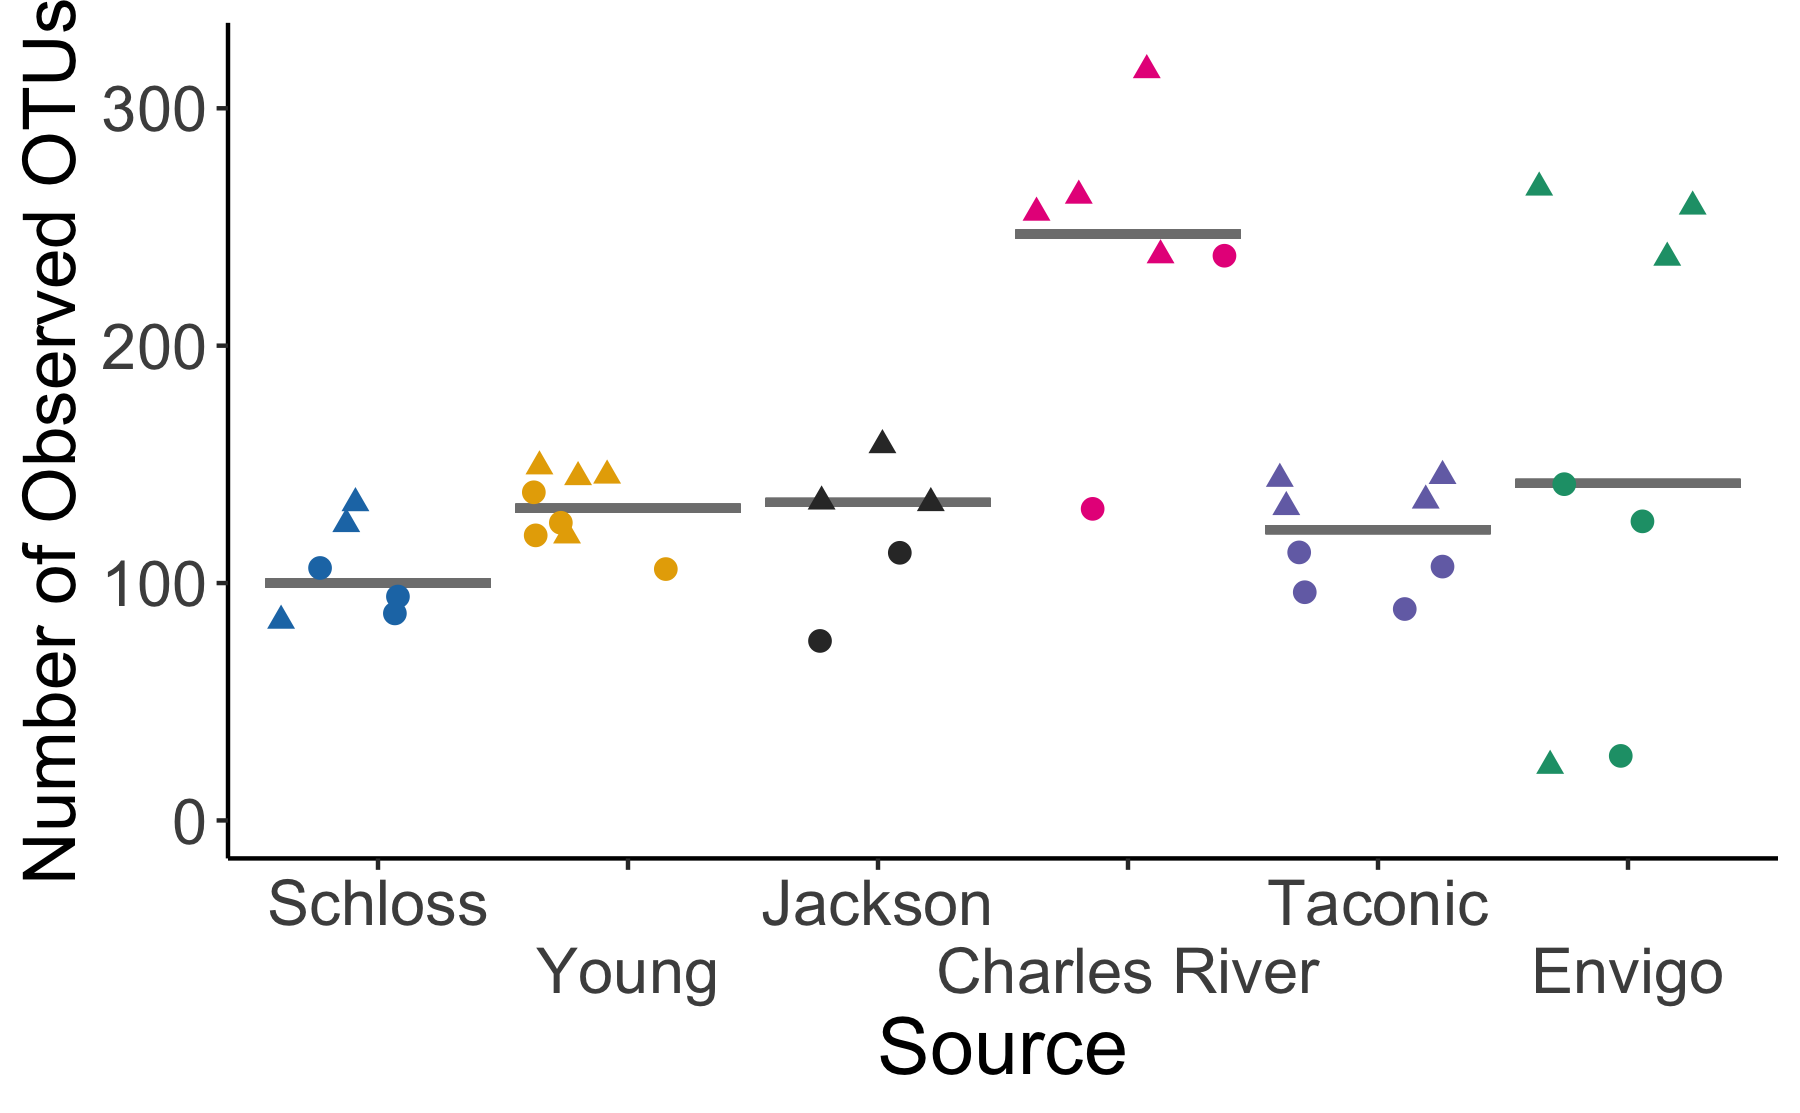 Number of Observed OTUs
300
200
100
0
Schloss
Young
Jackson
Charles River
Taconic
Envigo
Source